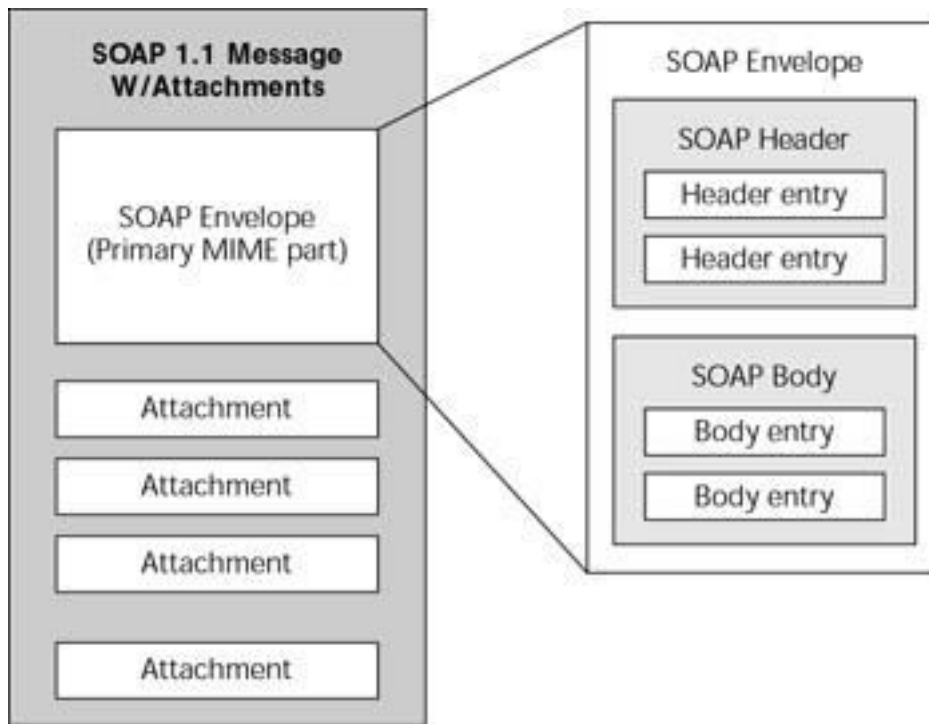 SOAP 1.1 Message
W/Attachments
SOAP Envelope
(Primary MIME part)
Attachment
Attachment
Attachment
Attachment
SOAP Envelope
SOAP Header
Header entry
Header entry
SOAP Body
Body entry
Body entry